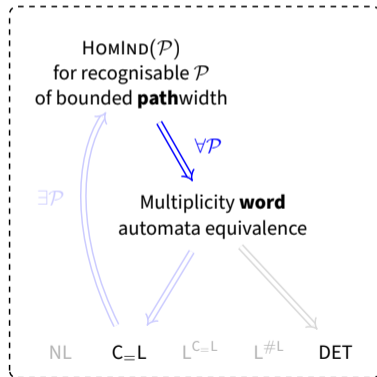 HomInd(𝒫)
for recognisable 𝒫
of bounded pathwidth
∀𝒫
∃𝒫
Multiplicity word
automata equivalence
NL C₌L L^C₌L L^#L DET